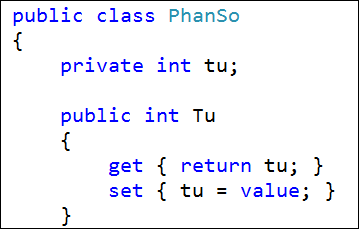 public class PhanSo
{
    private int tu;

    public int Tu
    {
        get { return tu; }
        set { tu = value; }
    }